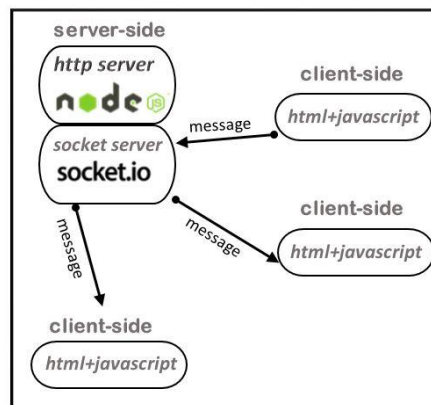 server-side
http server
node
JS
socket server
socket.io
client-side
html+javascript
message
client-side
html+javascript
message
message
client-side
html+javascript